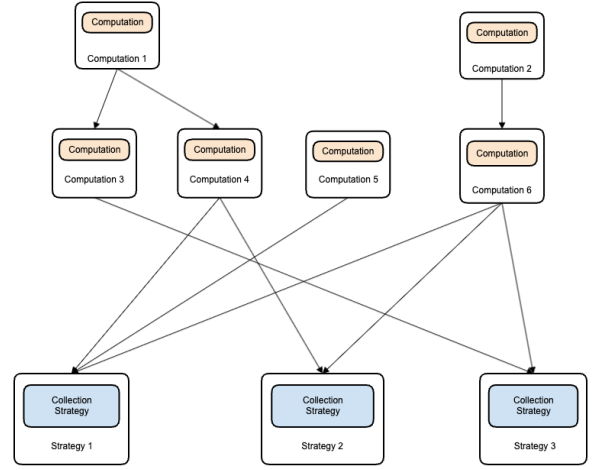 Computation
Computation 1
Computation
Computation 2
Computation
Computation 3
Computation
Computation 4
Computation
Computation 5
Computation
Computation 6
Collection
Strategy
Strategy 1
Collection
Strategy
Strategy 2
Collection
Strategy
Strategy 3